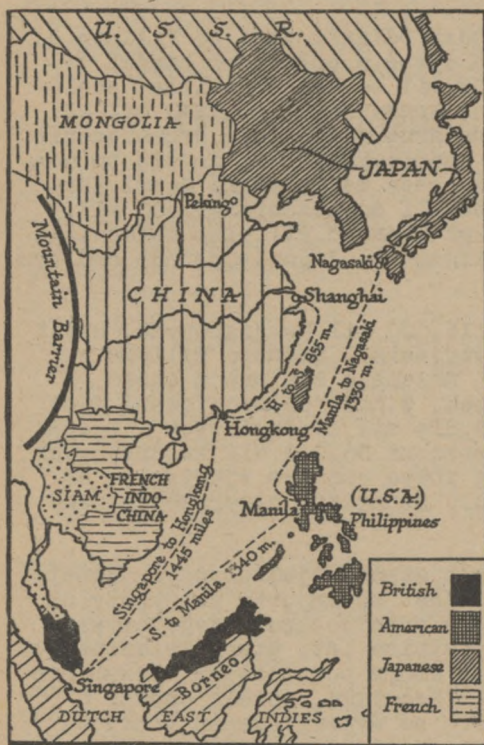 U. S. S. R.
MONGOLIA
JAPAN
Peking
Mountain Barrier
CHINA
Nagasaki
Shanghai
H. to S. 855 m.
Manila to Nagasaki
1330 m.
Hongkong
SIAM
FRENCH
INDO-
CHINA
Singapore to Hongkong
1445 miles
Manila
(U.S.A.)
Philippines
S. to Manila 1340 m.
British
American
Japanese
French
Singapore
Borneo
DUTCH EAST INDIES